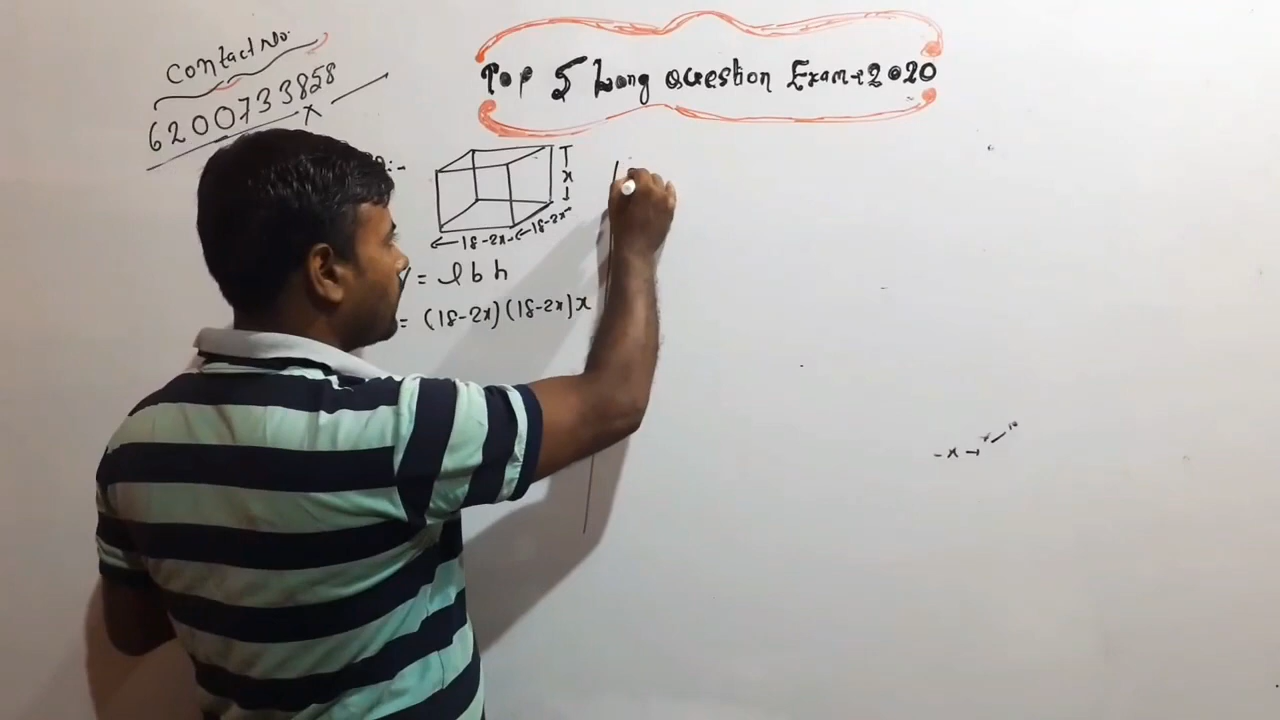 Contact No.
6200733858
x
Top 5 Long Question Exam-2020
x
18-2x
18-2x
V = l b h
= (18-2x)(18-2x)x
- x -